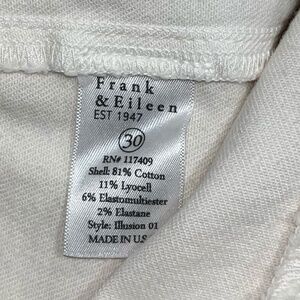 Frank
& Eileen
EST 1947
30
RN# 117409
Shell: 81% Cotton
11% Lyocell
6% Elastomultiester
2% Elastane
Style: Illusion 01
MADE IN U.S.